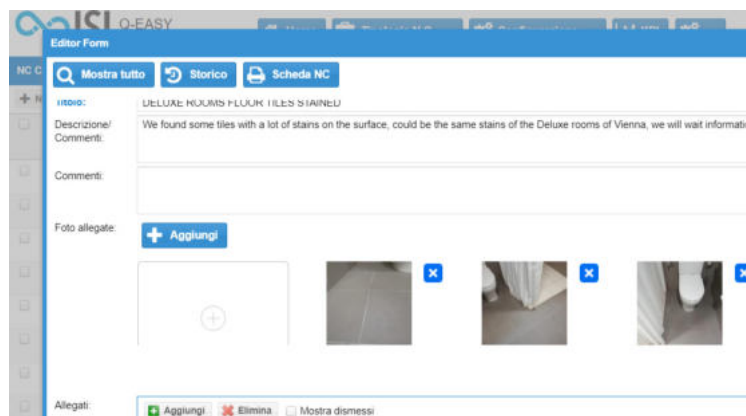 ISI Q-EASY
Editor Form
NC C
Mostra tutto Storico Scheda NC
Titolo: DELUXE ROOMS FLOOR TILES STAINED
Descrizione/ We found some tiles with a lot of stains on the surface, could be the same stains of the Deluxe rooms of Vienna, we will wait informati
Commenti:
Commenti:
Foto allegate: Aggiungi
Allegati: Aggiungi Elimina Mostra dismessi